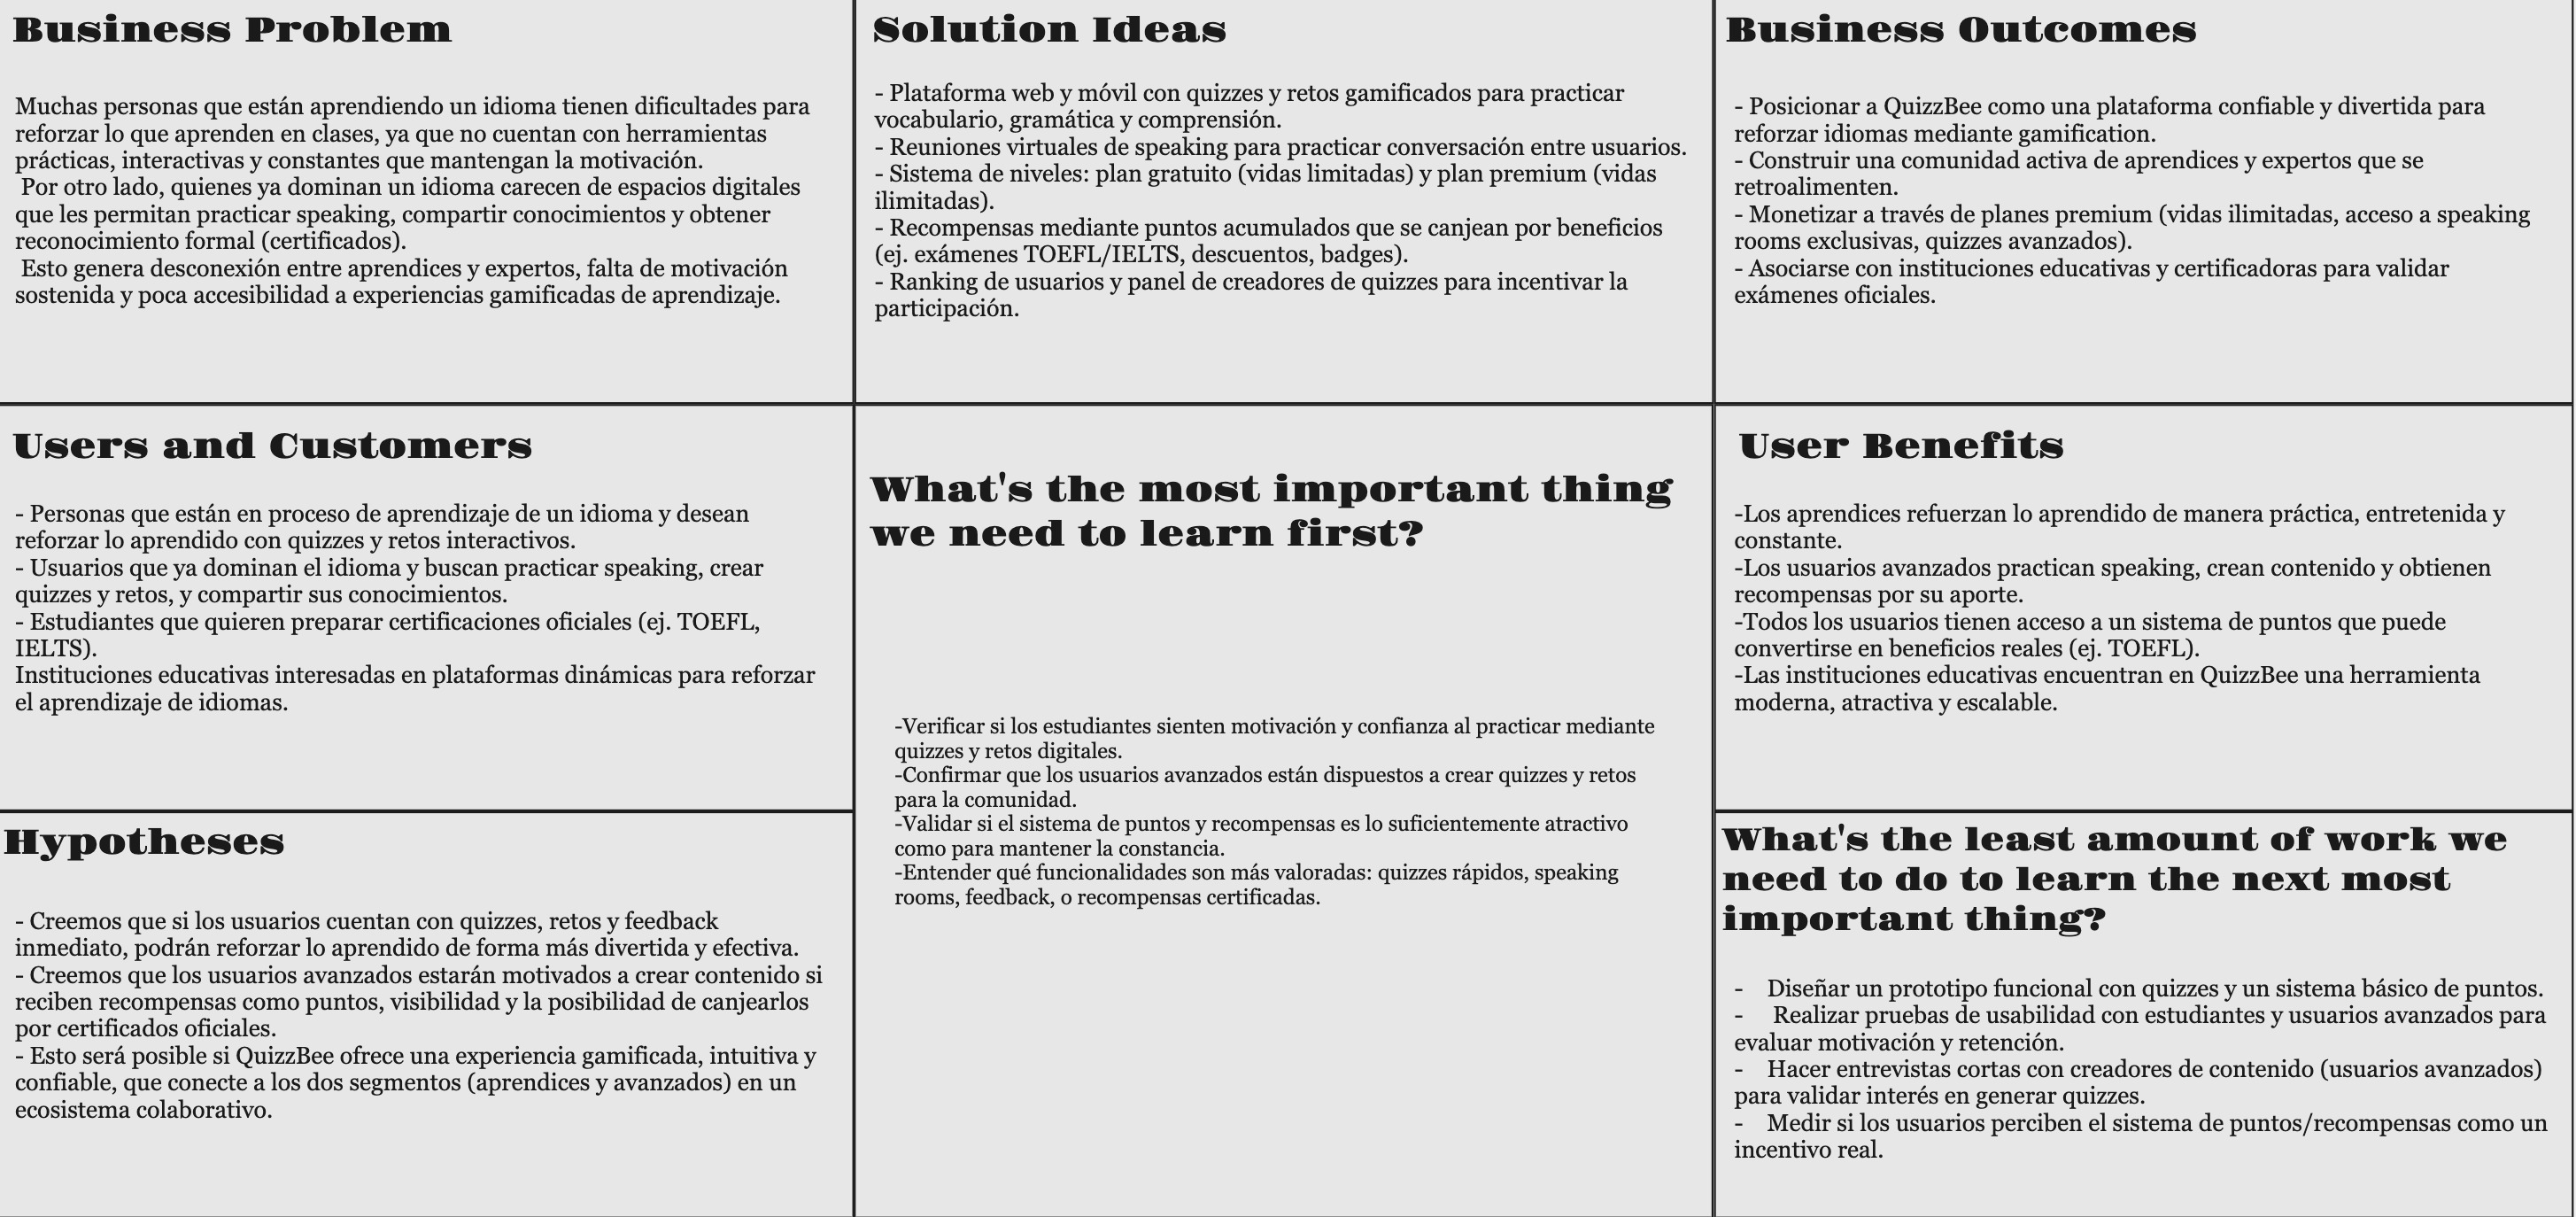 Business Problem
Muchas personas que están aprendiendo un idioma tienen dificultades para
reforzar lo que aprenden en clases, ya que no cuentan con herramientas
prácticas, interactivas y constantes que mantengan la motivación.
Por otro lado, quienes ya dominan un idioma carecen de espacios digitales
que les permitan practicar speaking, compartir conocimientos y obtener
reconocimiento formal (certificados).
Esto genera desconexión entre aprendices y expertos, falta de motivación
sostenida y poca accesibilidad a experiencias gamificadas de aprendizaje.
Solution Ideas
- Plataforma web y móvil con quizzes y retos gamificados para practicar
vocabulario, gramática y comprensión.
- Reuniones virtuales de speaking para practicar conversación entre usuarios.
- Sistema de niveles: plan gratuito (vidas limitadas) y plan premium (vidas
ilimitadas).
- Recompensas mediante puntos acumulados que se canjean por beneficios
(ej. exámenes TOEFL/IELTS, descuentos, badges).
- Ranking de usuarios y panel de creadores de quizzes para incentivar la
participación.
Business Outcomes
- Posicionar a QuizzBee como una plataforma confiable y divertida para
reforzar idiomas mediante gamification.
- Construir una comunidad activa de aprendices y expertos que se
retroalimenten.
- Monetizar a través de planes premium (vidas ilimitadas, acceso a speaking
rooms exclusivas, quizzes avanzados).
- Asociarse con instituciones educativas y certificadoras para validar
exámenes oficiales.
Users and Customers
- Personas que están en proceso de aprendizaje de un idioma y desean
reforzar lo aprendido con quizzes y retos interactivos.
- Usuarios que ya dominan el idioma y buscan practicar speaking, crear
quizzes y retos, y compartir sus conocimientos.
- Estudiantes que quieren preparar certificaciones oficiales (ej. TOEFL,
IELTS).
Instituciones educativas interesadas en plataformas dinámicas para reforzar
el aprendizaje de idiomas.
What's the most important thing
we need to learn first?
-Verificar si los estudiantes sienten motivación y confianza al practicar mediante
quizzes y retos digitales.
-Confirmar que los usuarios avanzados están dispuestos a crear quizzes y retos
para la comunidad.
-Validar si el sistema de puntos y recompensas es lo suficientemente atractivo
como para mantener la constancia.
-Entender qué funcionalidades son más valoradas: quizzes rápidos, speaking
rooms, feedback, o recompensas certificadas.
User Benefits
-Los aprendices refuerzan lo aprendido de manera práctica, entretenida y
constante.
-Los usuarios avanzados practican speaking, crean contenido y obtienen
recompensas por su aporte.
-Todos los usuarios tienen acceso a un sistema de puntos que puede
convertirse en beneficios reales (ej. TOEFL).
-Las instituciones educativas encuentran en QuizzBee una herramienta
moderna, atractiva y escalable.
Hypotheses
- Creemos que si los usuarios cuentan con quizzes, retos y feedback
inmediato, podrán reforzar lo aprendido de forma más divertida y efectiva.
- Creemos que los usuarios avanzados estarán motivados a crear contenido si
reciben recompensas como puntos, visibilidad y la posibilidad de canjearlos
por certificados oficiales.
- Esto será posible si QuizzBee ofrece una experiencia gamificada, intuitiva y
confiable, que conecte a los dos segmentos (aprendices y avanzados) en un
ecosistema colaborativo.
What's the least amount of work we
need to do to learn the next most
important thing?
- Diseñar un prototipo funcional con quizzes y un sistema básico de puntos.
- Realizar pruebas de usabilidad con estudiantes y usuarios avanzados para
evaluar motivación y retención.
- Hacer entrevistas cortas con creadores de contenido (usuarios avanzados)
para validar interés en generar quizzes.
- Medir si los usuarios perciben el sistema de puntos/recompensas como un
incentivo real.